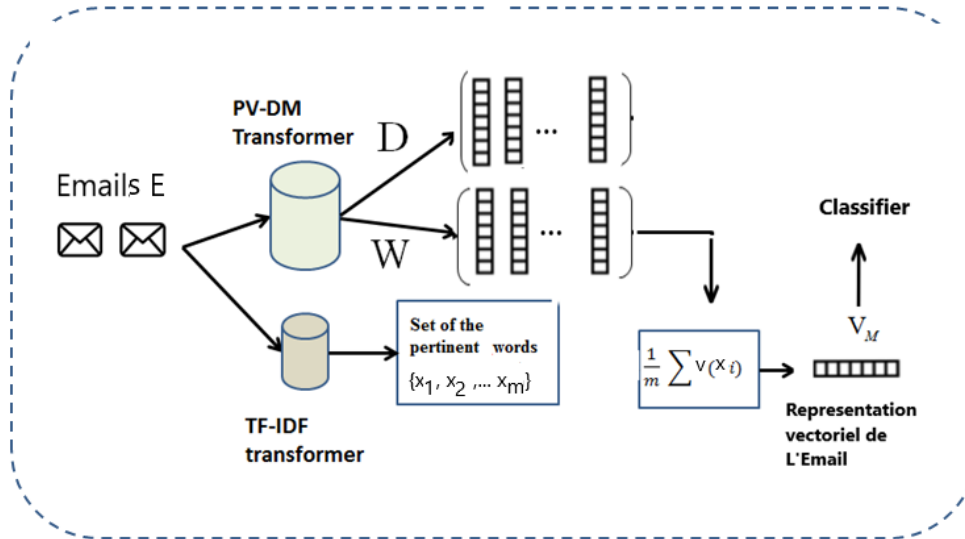 PV-DM
Transformer
D
...
Emails E
W
...
Classifier
Set of the
pertinent words
{x1, x2 ,... xm}
1/m ∑ v(x i)
VM
TF-IDF
transformer
Representation
vectoriel de
L'Email